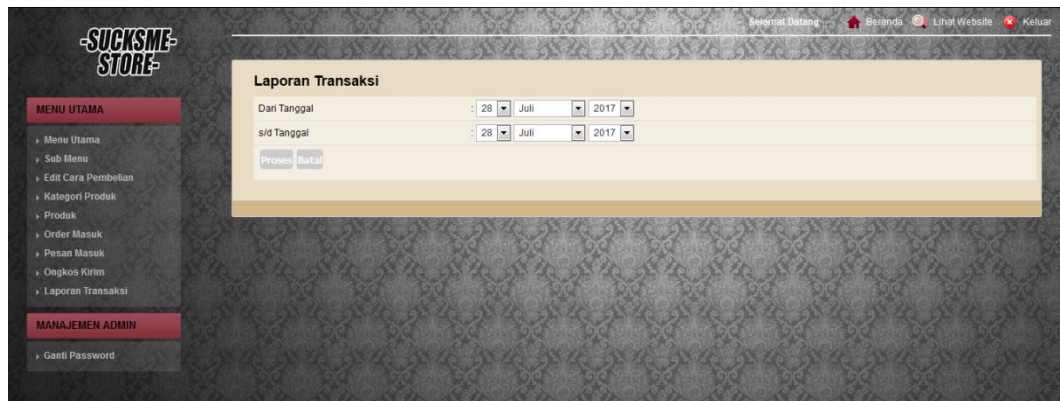 -SUCKSME-
STORE-
Selamat Datang
Beranda
Lihat Website
Keluar
MENU UTAMA
Menu Utama
Sub Menu
Edit Cara Pembelian
Kategori Produk
Produk
Order Masuk
Pesan Masuk
Ongkos Kirim
Laporan Transaksi
MANAJEMEN ADMIN
Ganti Password
Laporan Transaksi
Dari Tanggal : 28 Juli 2017
s/d Tanggal : 28 Juli 2017
Proses Batal